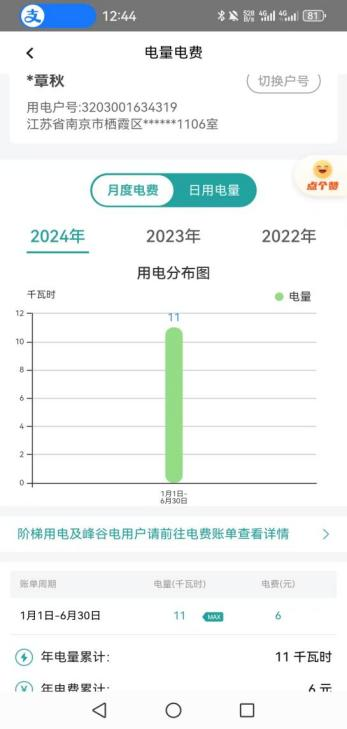 支
12:44
528 B/s 4G 4G 81
电量电费
*章秋
切换户号
用电户号:3203001634319
江苏省南京市栖霞区******1106室
点个赞
月度电费 日用电量
2024年 2023年 2022年
用电分布图
千瓦时
电量
12
11
10
8
6
4
2
0
1月1日-
6月30日
阶梯用电及峰谷电用户请前往电费账单查看详情
账单周期 电量(千瓦时) 电费(元)
1月1日-6月30日 11 MAX 6
年电量累计: 11 千瓦时
年电费累计: 6 元